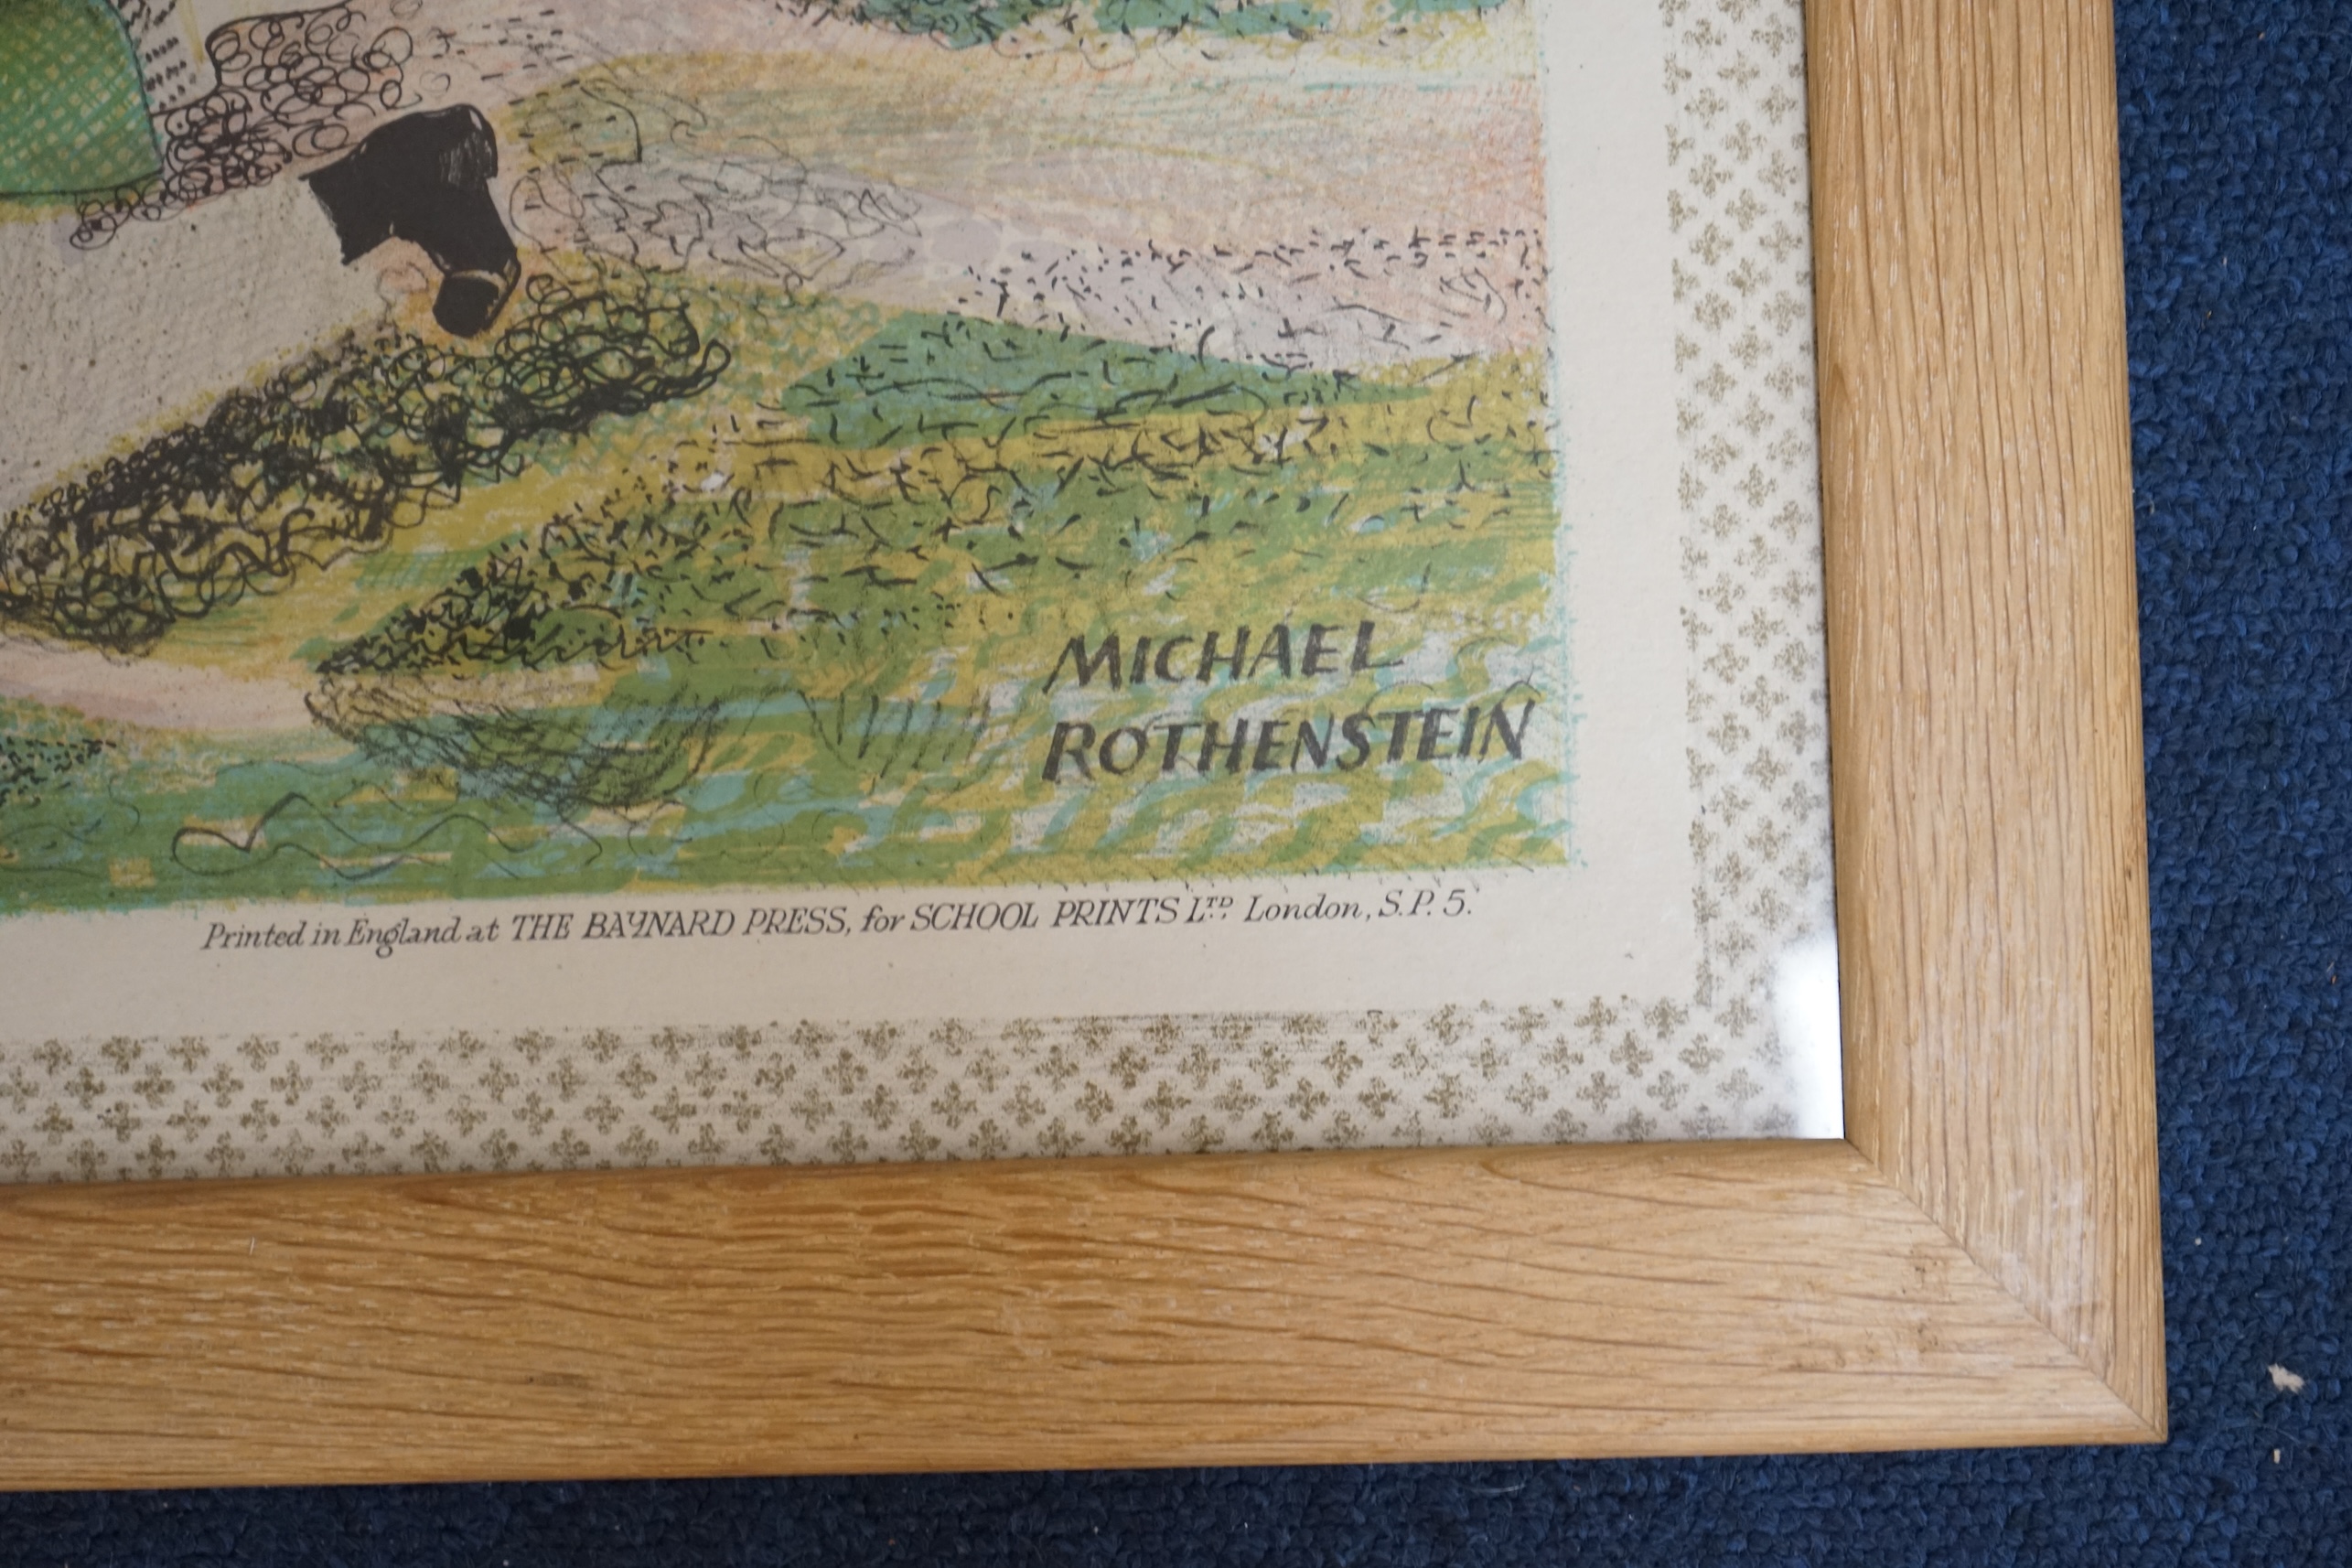 MICHAEL
ROTHENSTEIN
Printed in England at THE BAYNARD PRESS, for SCHOOL PRINTS LTD. London, S.P. 5.